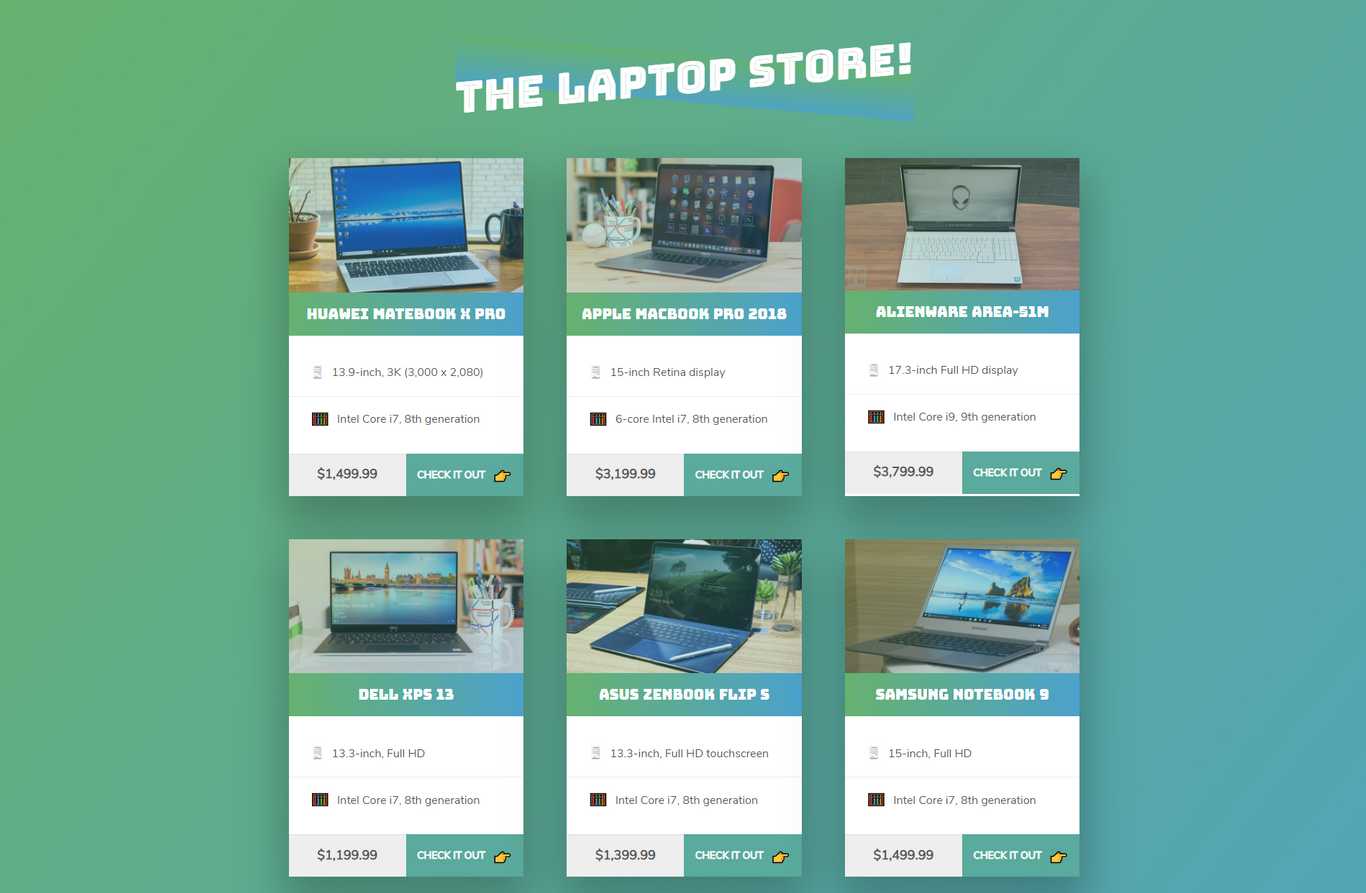 THE LAPTOP STORE!
HUAWEI MATEBOOK X PRO
13.9-inch, 3K (3,000 x 2,080)
Intel Core i7, 8th generation
$1,499.99
CHECK IT OUT
APPLE MACBOOK PRO 2018
15-inch Retina display
6-core Intel i7, 8th generation
$3,199.99
CHECK IT OUT
ALIENWARE AREA-51M
17.3-inch Full HD display
Intel Core i9, 9th generation
$3,799.99
CHECK IT OUT
DELL XPS 13
13.3-inch, Full HD
Intel Core i7, 8th generation
$1,199.99
CHECK IT OUT
ASUS ZENBOOK FLIP S
13.3-inch, Full HD touchscreen
Intel Core i7, 8th generation
$1,399.99
CHECK IT OUT
SAMSUNG NOTEBOOK 9
15-inch, Full HD
Intel Core i7, 8th generation
$1,499.99
CHECK IT OUT